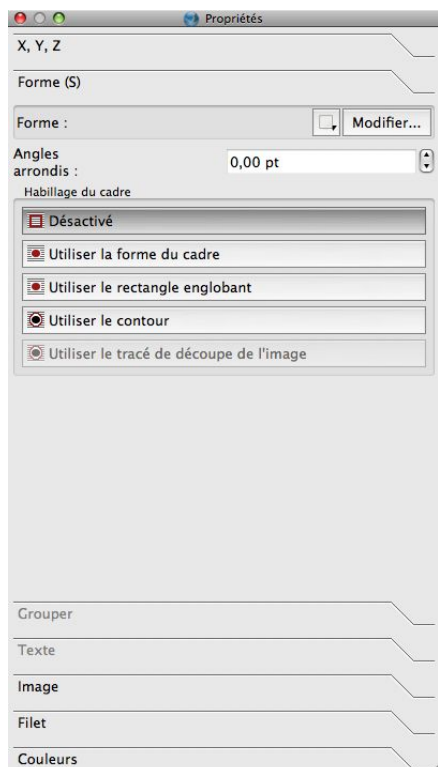 Propriétés
X, Y, Z
Forme (S)
Forme : Modifier...
Angles
arrondis : 0,00 pt
Habillage du cadre
Désactivé
Utiliser la forme du cadre
Utiliser le rectangle englobant
Utiliser le contour
Utiliser le tracé de découpe de l'image
Grouper
Texte
Image
Filet
Couleurs